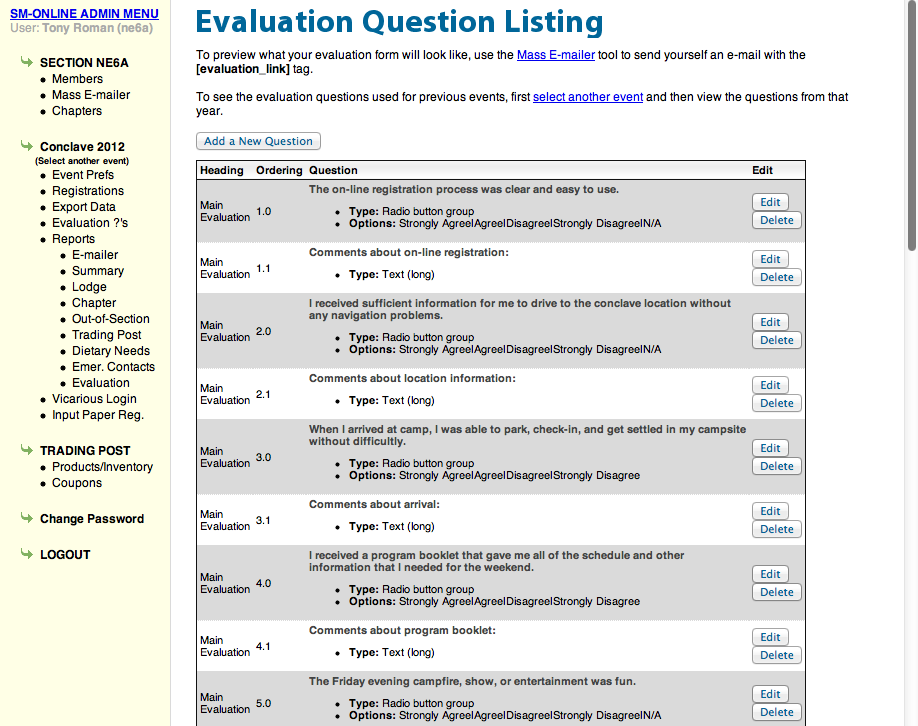 SM-ONLINE ADMIN MENU
User: Tony Roman (ne6a)
SECTION NE6A
Members
Mass E-mailer
Chapters
Conclave 2012
(Select another event)
Event Prefs
Registrations
Export Data
Evaluation ?'s
Reports
E-mailer
Summary
Lodge
Chapter
Out-of-Section
Trading Post
Dietary Needs
Emer. Contacts
Evaluation
Vicarious Login
Input Paper Reg.
TRADING POST
Products/Inventory
Coupons
Change Password
LOGOUT
Evaluation Question Listing
To preview what your evaluation form will look like, use the Mass E-mailer tool to send yourself an e-mail with the
[evaluation_link] tag.
To see the evaluation questions used for previous events, first select another event and then view the questions from that
year.
Add a New Question
Heading Ordering Question Edit
Main Evaluation 1.0 The on-line registration process was clear and easy to use.
Type: Radio button group
Options: Strongly AgreeAgreeDisagreeStrongly DisagreeN/A
Edit
Delete
Main Evaluation 1.1 Comments about on-line registration:
Type: Text (long)
Edit
Delete
Main Evaluation 2.0 I received sufficient information for me to drive to the conclave location without
any navigation problems.
Type: Radio button group
Options: Strongly AgreeAgreeDisagreeStrongly DisagreeN/A
Edit
Delete
Main Evaluation 2.1 Comments about location information:
Type: Text (long)
Edit
Delete
Main Evaluation 3.0 When I arrived at camp, I was able to park, check-in, and get settled in my campsite
without difficultly.
Type: Radio button group
Options: Strongly AgreeAgreeDisagreeStrongly Disagree
Edit
Delete
Main Evaluation 3.1 Comments about arrival:
Type: Text (long)
Edit
Delete
Main Evaluation 4.0 I received a program booklet that gave me all of the schedule and other
information that I needed for the weekend.
Type: Radio button group
Options: Strongly AgreeAgreeDisagreeStrongly Disagree
Edit
Delete
Main Evaluation 4.1 Comments about program booklet:
Type: Text (long)
Edit
Delete
Main Evaluation 5.0 The Friday evening campfire, show, or entertainment was fun.
Type: Radio button group
Options: Strongly AgreeAgreeDisagreeStrongly DisagreeN/A
Edit
Delete